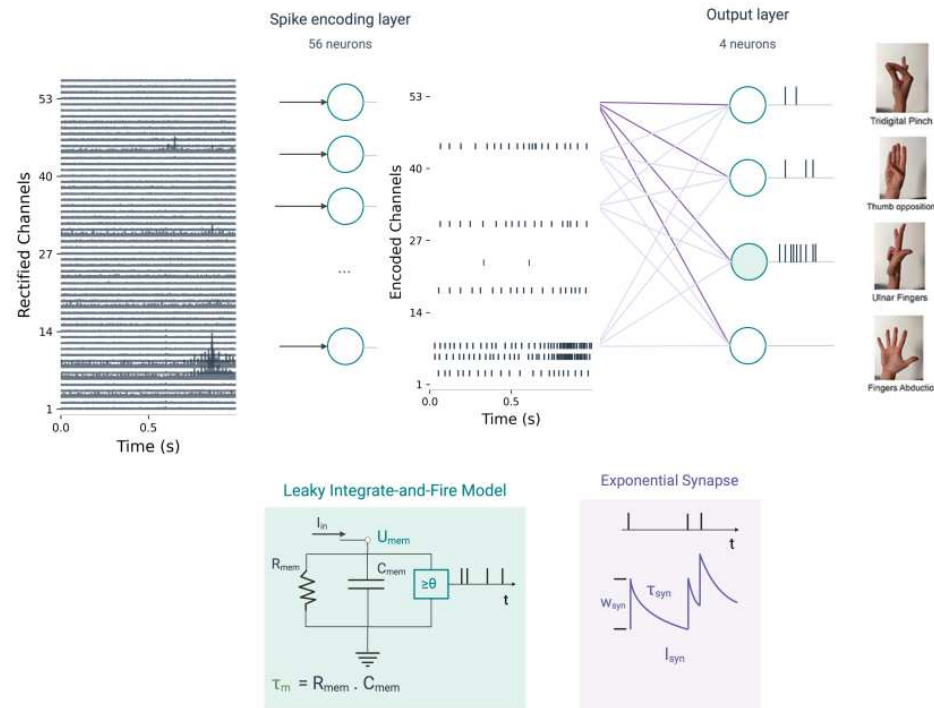 Spike encoding layer
56 neurons
Output layer
4 neurons
Rectified Channels
53
40
27
14
1
0.0
0.5
Time (s)
...
Encoded Channels
53
40
27
14
1
0.0
0.5
Time (s)
Tridigital Pinch
Thumb opposition
Ulnar Fingers
Fingers Abductio
Leaky Integrate-and-Fire Model
Iin
Umem
Rmem
Cmem
≥θ
t
τm = Rmem . Cmem
Exponential Synapse
t
wsyn
τsyn
Isyn